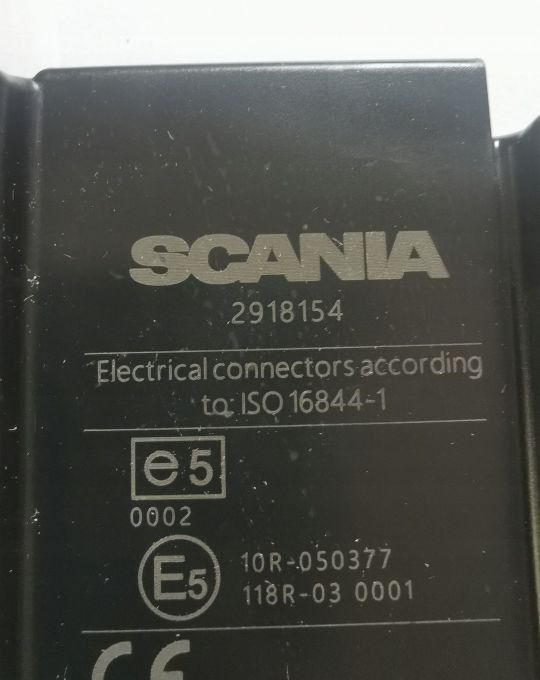 SCANIA
2918154
Electrical connectors according
to: ISO 16844-1
e5
0002
E5
10R-050377
118R-03 0001
CE